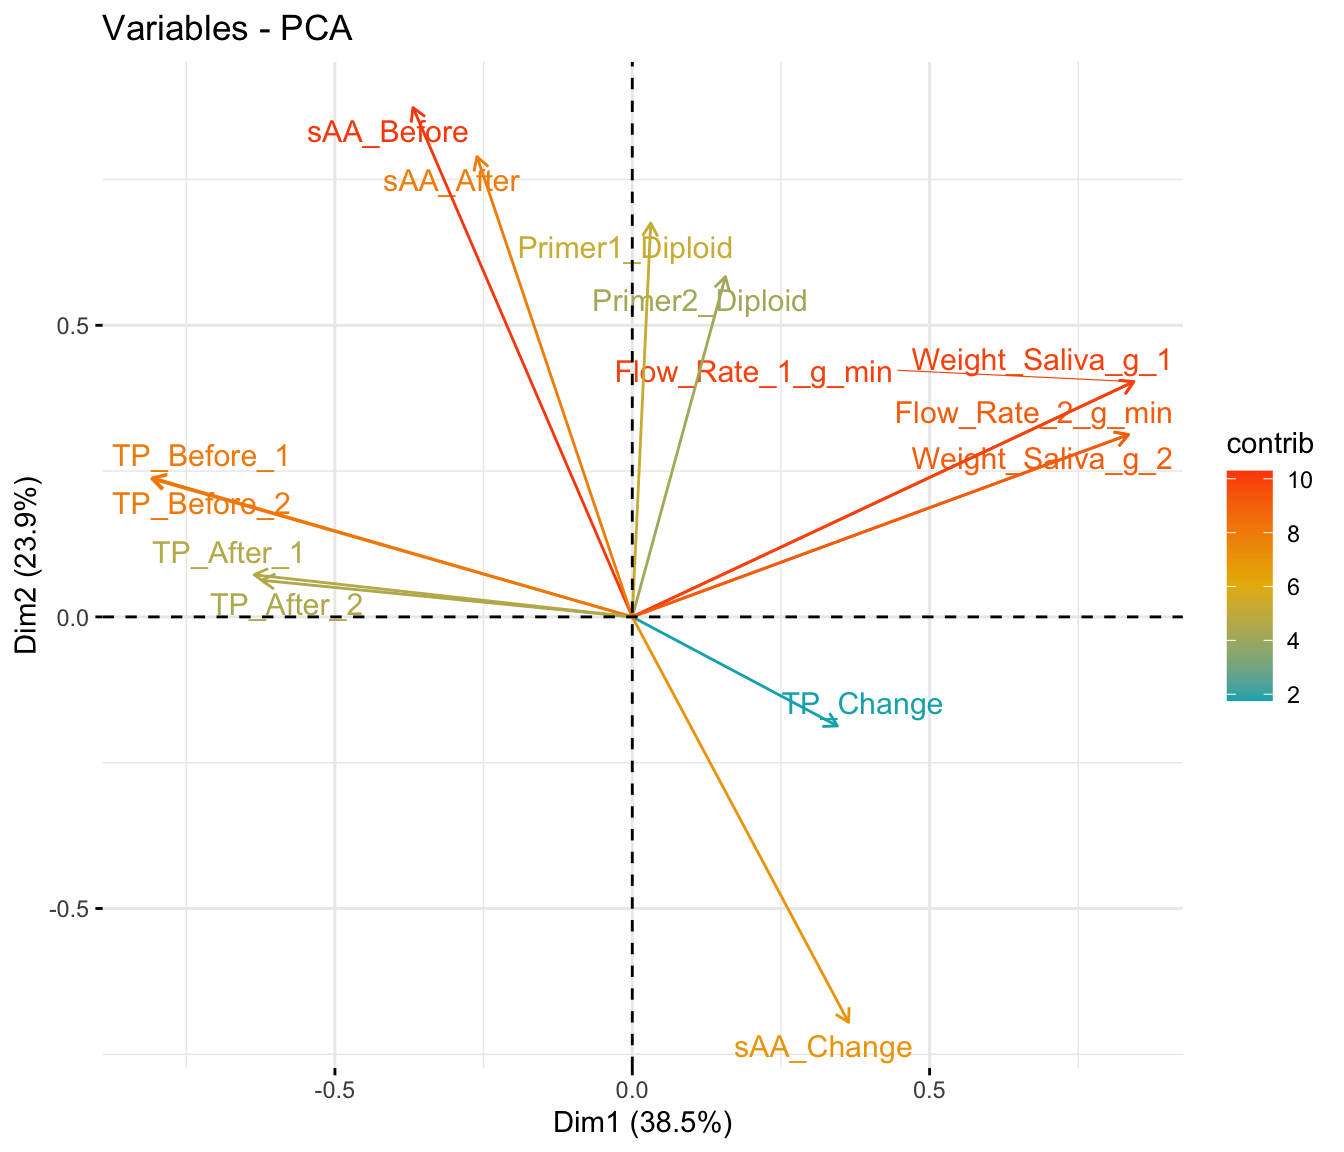 Variables - PCA
sAA_Before
sAA_After
Primer1_Diploid
Primer2_Diploid
Weight_Saliva_g_1
Flow_Rate_1_g_min
Flow_Rate_2_g_min
Weight_Saliva_g_2
TP_Before_1
TP_Before_2
TP_After_1
TP_After_2
TP_Change
sAA_Change
0.5
0.0
-0.5
Dim2 (23.9%)
-0.5
0.0
0.5
Dim1 (38.5%)
contrib
10
8
6
4
2